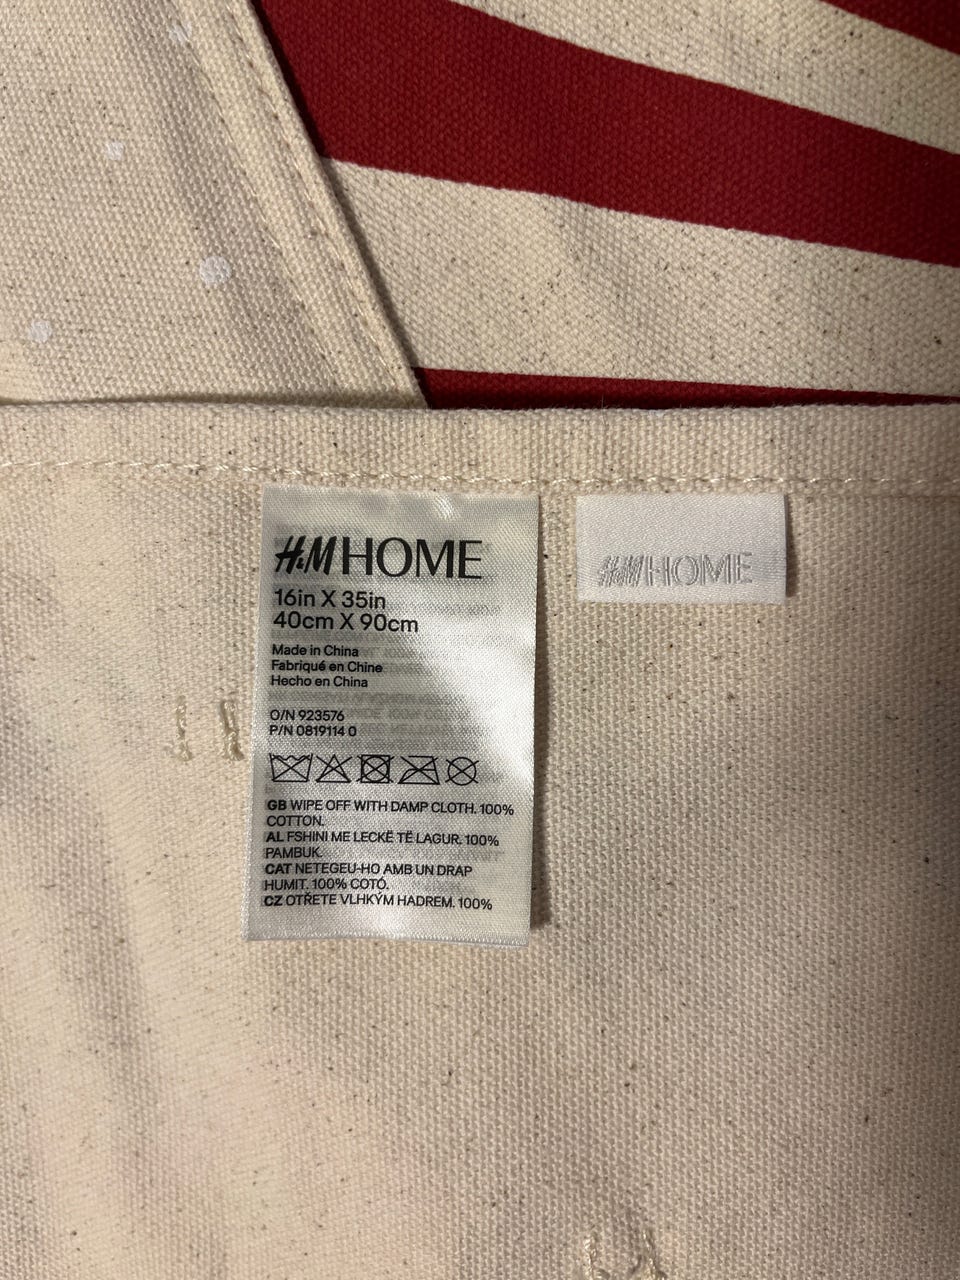 H&M HOME
16in X 35in
40cm X 90cm
Made in China
Fabriqué en Chine
Hecho en China
O/N 923576
P/N 0819114 0
GB WIPE OFF WITH DAMP CLOTH. 100%
COTTON.
AL FSHINI ME LECKË TË LAGUR. 100%
PAMBUK.
CAT NETEGEU-HO AMB UN DRAP
HUMIT. 100% COTÓ.
CZ OTŘETE VLHKÝM HADREM. 100%
H&M HOME